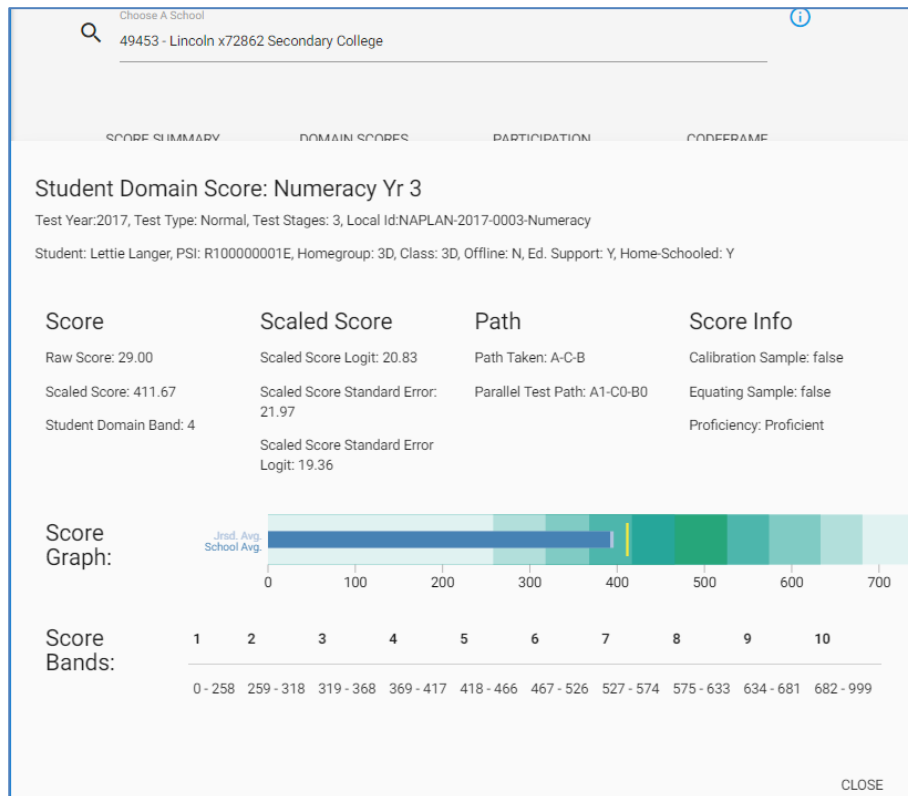 Choose A School
49453 - Lincoln x72862 Secondary College
SCORE SUMMARY DOMAIN SCORES PARTICIPATION CODEFRAME
Student Domain Score: Numeracy Yr 3
Test Year:2017, Test Type: Normal, Test Stages: 3, Local Id:NAPLAN-2017-0003-Numeracy
Student: Lettie Langer, PSI: R100000001E, Homegroup: 3D, Class: 3D, Offline: N, Ed. Support: Y, Home-Schooled: Y
Score
Raw Score: 29.00
Scaled Score: 411.67
Student Domain Band: 4
Scaled Score
Scaled Score Logit: 20.83
Scaled Score Standard Error:
21.97
Scaled Score Standard Error
Logit: 19.36
Path
Path Taken: A-C-B
Parallel Test Path: A1-C0-B0
Score Info
Calibration Sample: false
Equating Sample: false
Proficiency: Proficient
Score
Graph:
Jrsd. Avg.
School Avg.
0 100 200 300 400 500 600 700
Score
Bands:
1 2 3 4 5 6 7 8 9 10
0 - 258 259 - 318 319 - 368 369 - 417 418 - 466 467 - 526 527 - 574 575 - 633 634 - 681 682 - 999
CLOSE